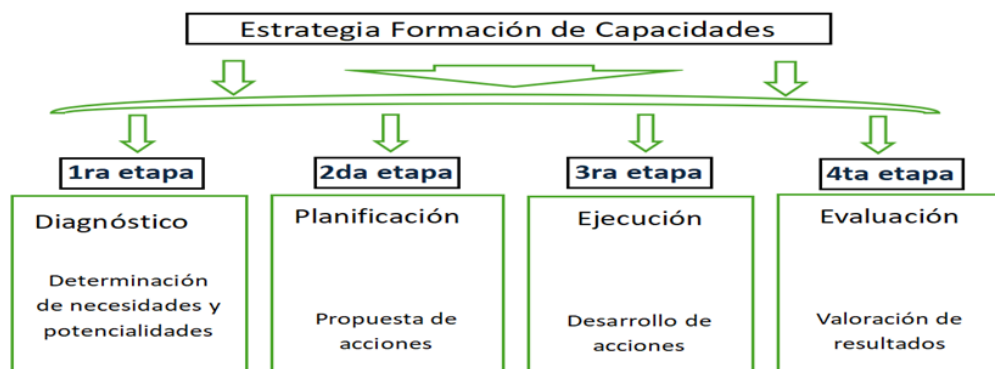 Estrategia Formación de Capacidades
1ra etapa
Diagnóstico
Determinación
de necesidades y
potencialidades
2da etapa
Planificación
Propuesta de
acciones
3ra etapa
Ejecución
Desarrollo de
acciones
4ta etapa
Evaluación
Valoración de
resultados